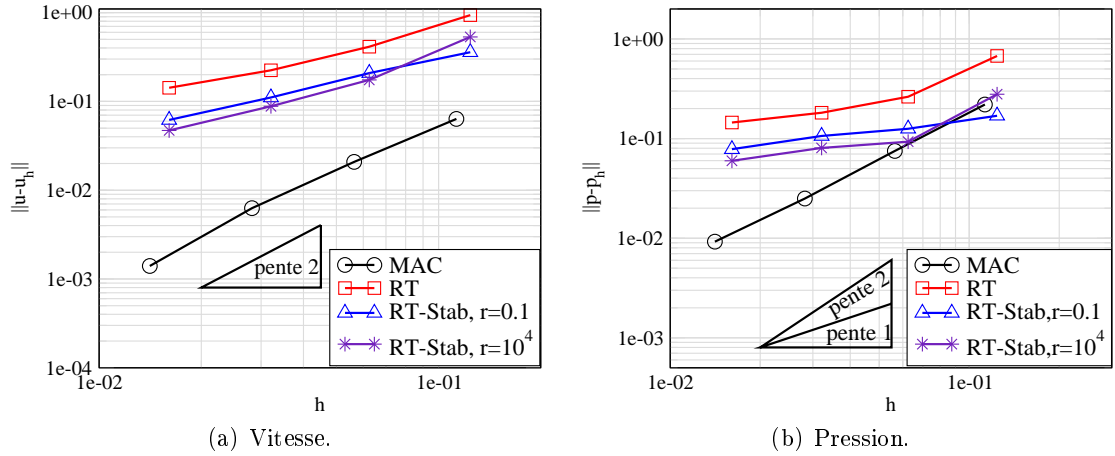 1e+00
1e-01
1e-02
1e-03
1e-04
||u-u_h||
pente 2
MAC
RT
RT-Stab, r=0.1
RT-Stab, r=10^4
1e-02
1e-01
h
(a) Vitesse.
1e+00
1e-01
1e-02
1e-03
||p-p_h||
pente 2
pente 1
MAC
RT
RT-Stab,r=0.1
RT-Stab,r=10^4
1e-02
1e-01
h
(b) Pression.